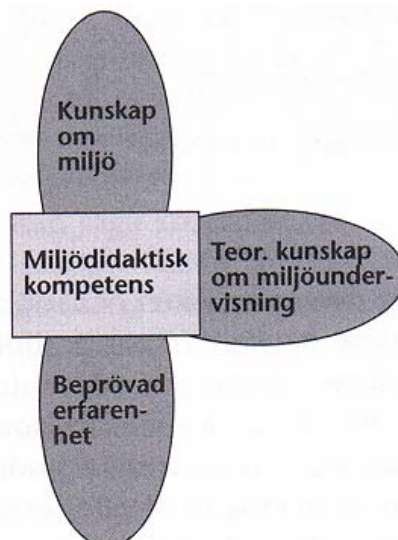 Kunskap
om
miljö
Miljödidaktisk
kompetens
Teor. kunskap
om miljöunder-
visning
Beprövad
erfaren-
het